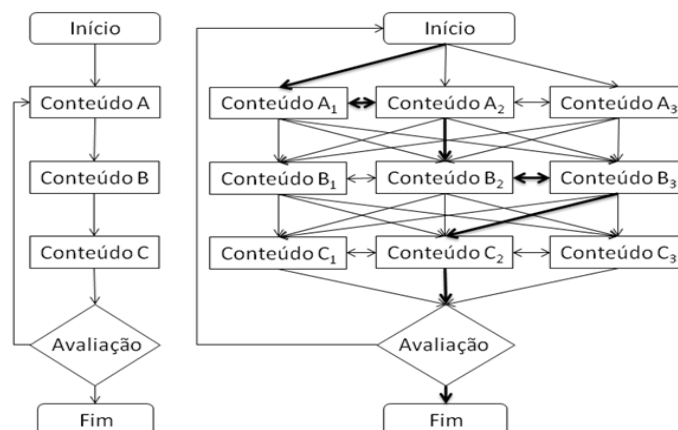 Início
Conteúdo A
Conteúdo B
Conteúdo C
Avaliação
Fim
Início
Conteúdo A₁
Conteúdo A₂
Conteúdo A₃
Conteúdo B₁
Conteúdo B₂
Conteúdo B₃
Conteúdo C₁
Conteúdo C₂
Conteúdo C₃
Avaliação
Fim